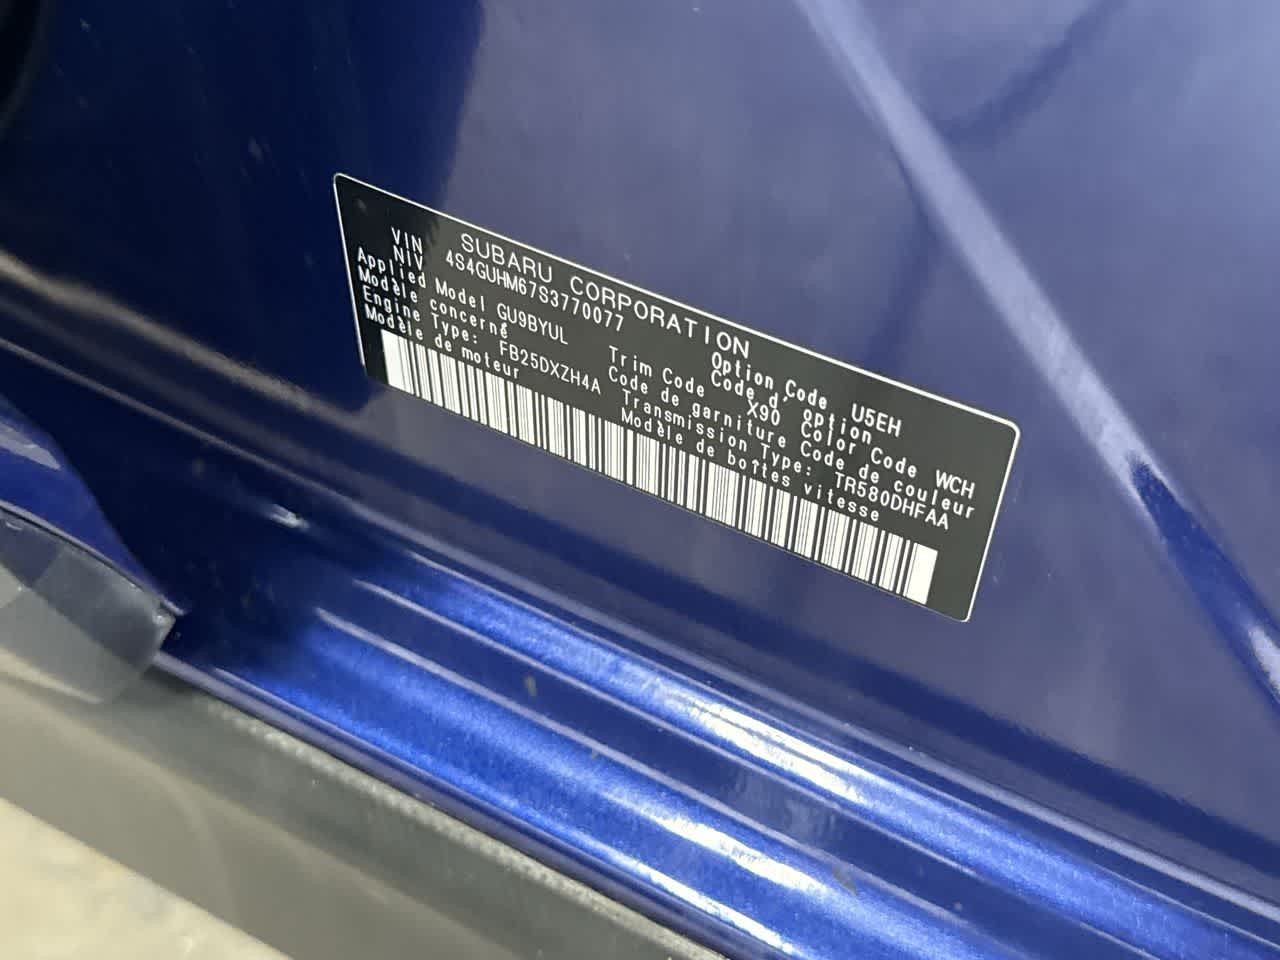 SUBARU CORPORATION
VIN
NIV 4S4GUHM67S3770077
Option Code U5EH
Code d'option
Applied Model GU9BYUL
Modèle concerné
Trim Code X90 Color Code WCH
Code de garniture Code de couleur
Engine Type: FB25DXZH4A
Modèle de moteur
Transmission Type: TR580DHFAA
Modèle de boîtes vitesse